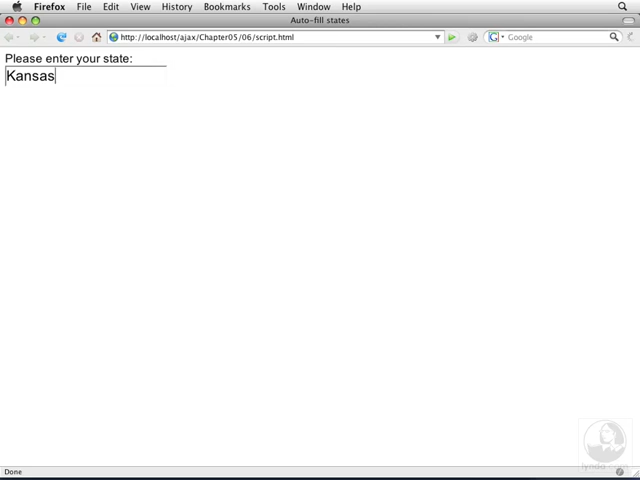 Firefox File Edit View History Bookmarks Tools Window Help
Auto-fill states
http://localhost/ajax/Chapter05/06/script.html Google
Please enter your state:
Kansas
lynda.com
Done